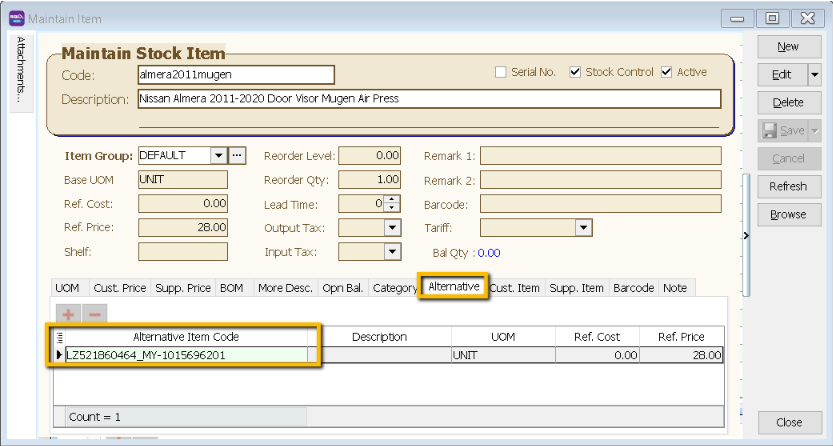 Maintain Item
Attachments...
Maintain Stock Item
Code: almera2011mugen Serial No. Stock Control Active
Description: Nissan Almera 2011-2020 Door Visor Mugen Air Press
Item Group: DEFAULT Reorder Level: 0.00 Remark 1:
Base UOM UNIT Reorder Qty: 1.00 Remark 2:
Ref. Cost: 0.00 Lead Time: 0 Barcode:
Ref. Price: 28.00 Output Tax: Tariff:
Shelf: Input Tax: Bal Qty : 0.00
UOM Cust. Price Supp. Price BOM More Desc. Opn Bal. Category Alternative Cust. Item Supp. Item Barcode Note
Alternative Item Code Description UOM Ref. Cost Ref. Price
LZ521860464_MY-1015696201 UNIT 0.00 28.00
Count = 1
New
Edit
Delete
Save
Cancel
Refresh
Browse
Close